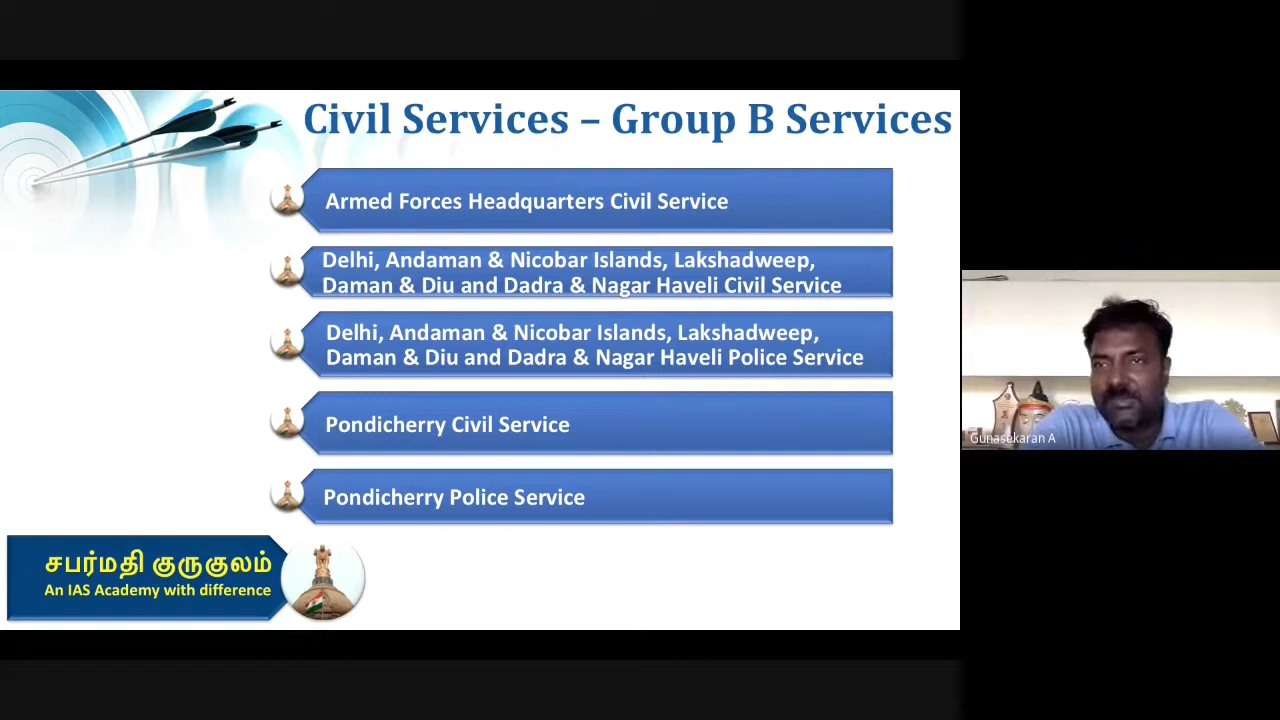 Civil Services – Group B Services
Armed Forces Headquarters Civil Service
Delhi, Andaman & Nicobar Islands, Lakshadweep,
Daman & Diu and Dadra & Nagar Haveli Civil Service
Delhi, Andaman & Nicobar Islands, Lakshadweep,
Daman & Diu and Dadra & Nagar Haveli Police Service
Pondicherry Civil Service
Pondicherry Police Service
சபர்மதி குருகுலம்
An IAS Academy with difference
Gunasekaran A